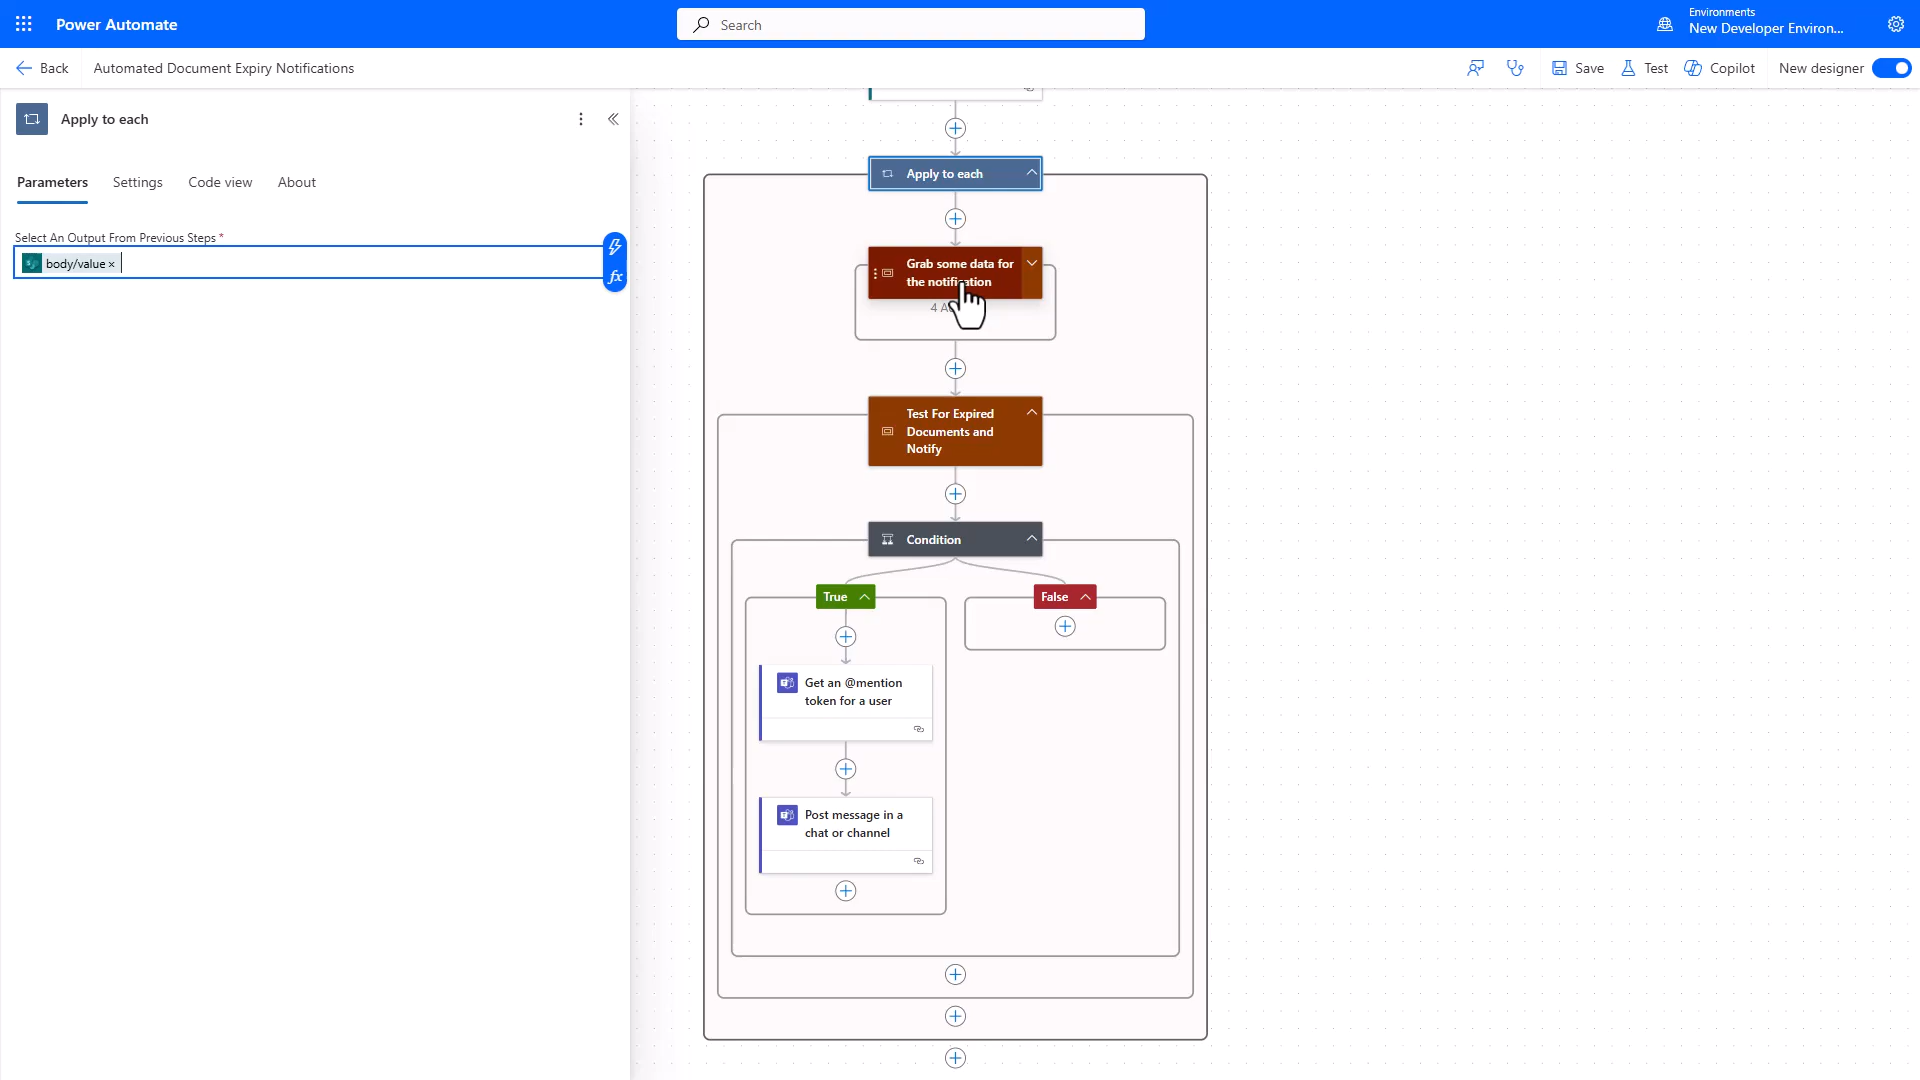 Power Automate
Search
Environments
New Developer Environ...
Back
Automated Document Expiry Notifications
Save
Test
Copilot
New designer
Apply to each
Parameters
Settings
Code view
About
Select An Output From Previous Steps *
body/value ×
fx
Apply to each
Grab some data for
the notification
4 A
Test For Expired
Documents and
Notify
Condition
True
False
Get an @mention
token for a user
Post message in a
chat or channel